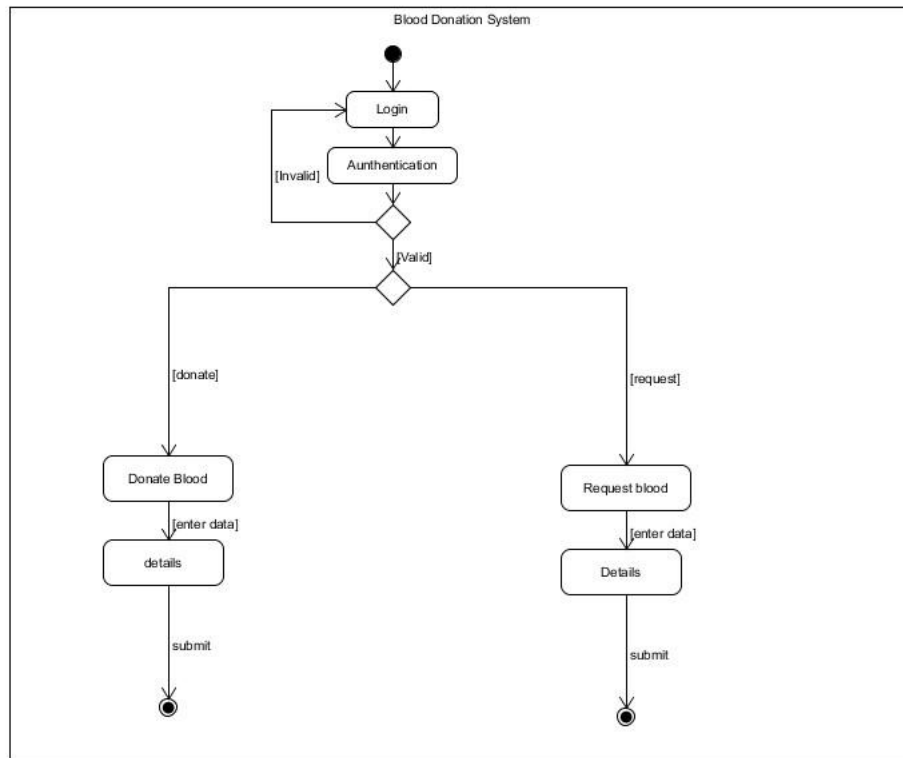 Blood Donation System
Login
Aunthentication
[Invalid]
[Valid]
[donate]
[request]
Donate Blood
Request blood
[enter data]
[enter data]
details
Details
submit
submit